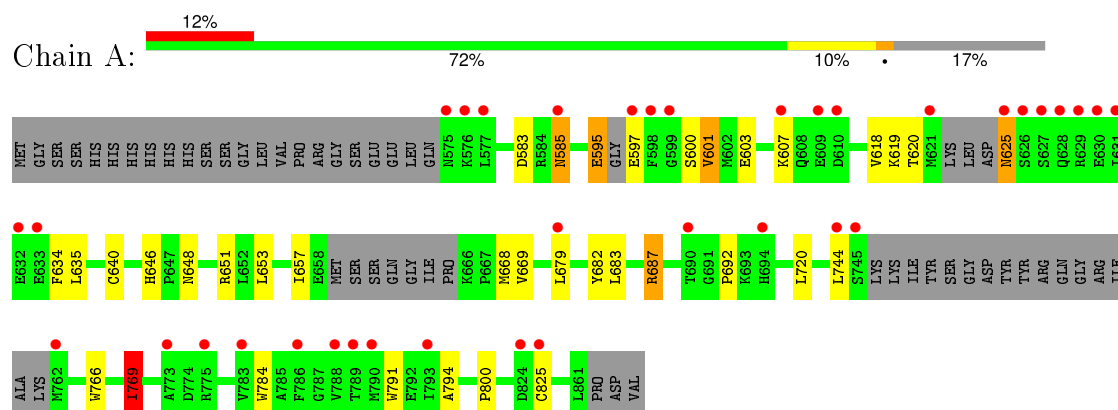 Chain A:
12%
72%
10%
•
17%
MET GLY SER SER HIS HIS HIS HIS HIS HIS SER SER GLY LEU VAL PRO ARG GLY SER GLU GLU LEU GLN N575 K576 L577 D583 R584 N585 E595 GLY E597 F598 G599 S600 V601 M602 E603 K607 Q608 E609 D610 V618 K619 T620 M621 LYS LEU ASP N625 S626 S627 Q628 R629 E630 I631
E632 E633 F634 L635 C640 H646 P647 N648 R651 L652 L653 I657 E658 MET SER SER GLN GLY ILE PRO K666 P667 M668 V669 L679 Y682 L683 R687 T690 G691 P692 K693 H694 L720 L744 S745 LYS LYS ILE TYR SER GLY ASP TYR TYR ARG GLN GLY ARG ILE
ALA LYS M762 W766 I769 A773 D774 R775 V783 W784 A785 F786 G787 V788 T789 M790 W791 E792 I793 A794 P800 D824 C825 L861 PRO ASP VAL